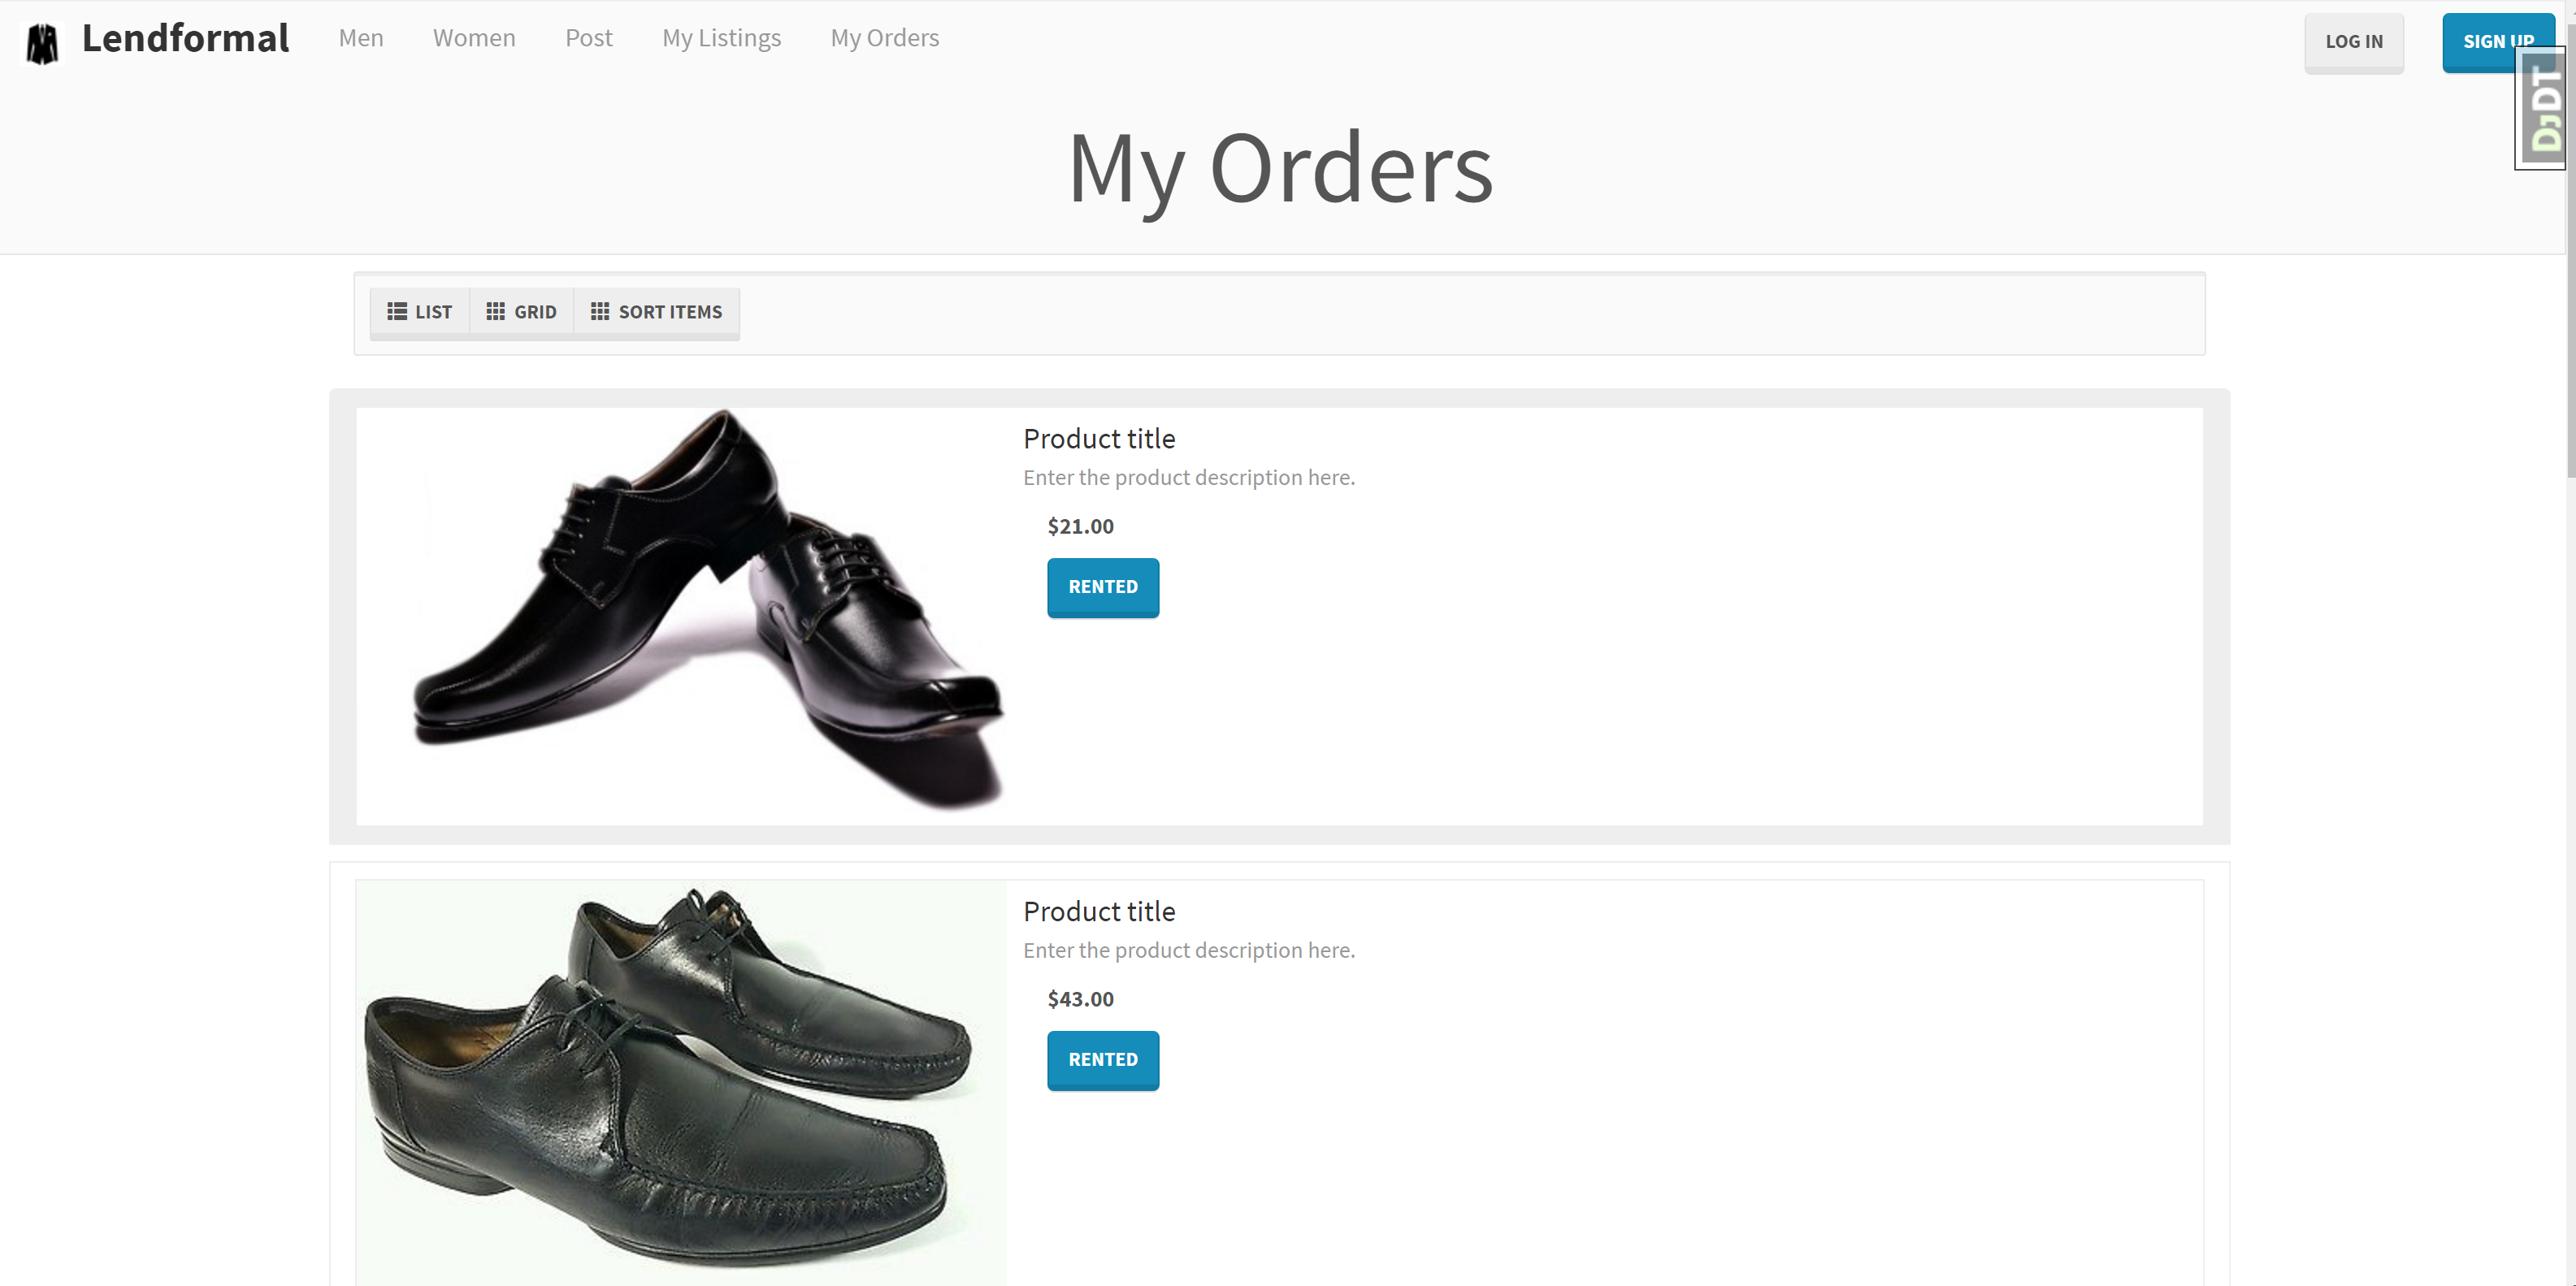 Lendformal
Men
Women
Post
My Listings
My Orders
LOG IN
SIGN UP
DjDT
My Orders
LIST
GRID
SORT ITEMS
Product title
Enter the product description here.
$21.00
RENTED
Product title
Enter the product description here.
$43.00
RENTED